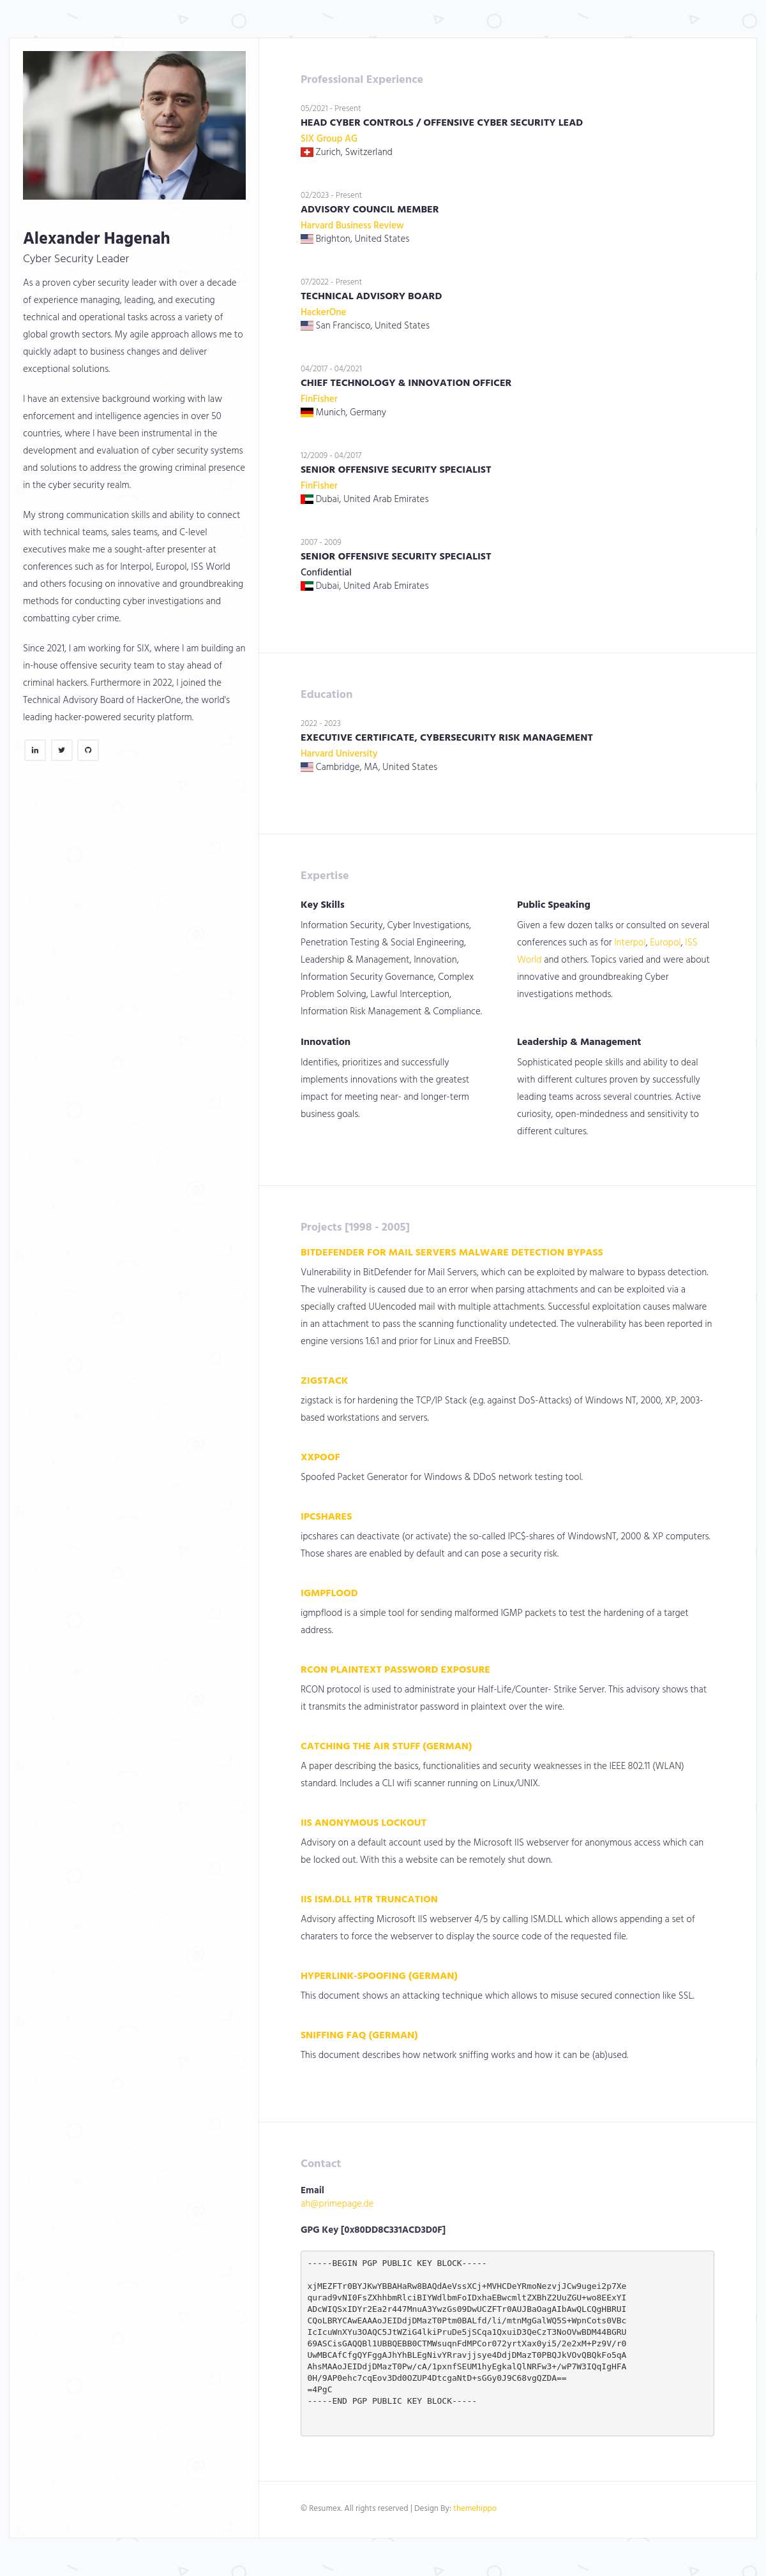 Alexander Hagenah
Cyber Security Leader
As a proven cyber security leader with over a decade
of experience managing, leading, and executing
technical and operational tasks across a variety of
global growth sectors. My agile approach allows me to
quickly adapt to business changes and deliver
exceptional solutions.
I have an extensive background working with law
enforcement and intelligence agencies in over 50
countries, where I have been instrumental in the
development and evaluation of cyber security systems
and solutions to address the growing criminal presence
in the cyber security realm.
My strong communication skills and ability to connect
with technical teams, sales teams, and C-level
executives make me a sought-after presenter at
conferences such as for Interpol, Europol, ISS World
and others focusing on innovative and groundbreaking
methods for conducting cyber investigations and
combatting cyber crime.
Since 2021, I am working for SIX, where I am building an
in-house offensive security team to stay ahead of
criminal hackers. Furthermore in 2022, I joined the
Technical Advisory Board of HackerOne, the world's
leading hacker-powered security platform.
Professional Experience
05/2021 - Present
HEAD CYBER CONTROLS / OFFENSIVE CYBER SECURITY LEAD
SIX Group AG
Zurich, Switzerland
02/2023 - Present
ADVISORY COUNCIL MEMBER
Harvard Business Review
Brighton, United States
07/2022 - Present
TECHNICAL ADVISORY BOARD
HackerOne
San Francisco, United States
04/2017 - 04/2021
CHIEF TECHNOLOGY & INNOVATION OFFICER
FinFisher
Munich, Germany
12/2009 - 04/2017
SENIOR OFFENSIVE SECURITY SPECIALIST
FinFisher
Dubai, United Arab Emirates
2007 - 2009
SENIOR OFFENSIVE SECURITY SPECIALIST
Confidential
Dubai, United Arab Emirates
Education
2022 - 2023
EXECUTIVE CERTIFICATE, CYBERSECURITY RISK MANAGEMENT
Harvard University
Cambridge, MA, United States
Expertise
Key Skills
Information Security, Cyber Investigations,
Penetration Testing & Social Engineering,
Leadership & Management, Innovation,
Information Security Governance, Complex
Problem Solving, Lawful Interception,
Information Risk Management & Compliance.
Public Speaking
Given a few dozen talks or consulted on several
conferences such as for Interpol, Europol, ISS
World and others. Topics varied and were about
innovative and groundbreaking Cyber
investigations methods.
Innovation
Identifies, prioritizes and successfully
implements innovations with the greatest
impact for meeting near- and longer-term
business goals.
Leadership & Management
Sophisticated people skills and ability to deal
with different cultures proven by successfully
leading teams across several countries. Active
curiosity, open-mindedness and sensitivity to
different cultures.
Projects [1998 - 2005]
BITDEFENDER FOR MAIL SERVERS MALWARE DETECTION BYPASS
Vulnerability in BitDefender for Mail Servers, which can be exploited by malware to bypass detection.
The vulnerability is caused due to an error when parsing attachments and can be exploited via a
specially crafted UUencoded mail with multiple attachments. Successful exploitation causes malware
in an attachment to pass the scanning functionality undetected. The vulnerability has been reported in
engine versions 1.6.1 and prior for Linux and FreeBSD.
ZIGSTACK
zigstack is for hardening the TCP/IP Stack (e.g. against DoS-Attacks) of Windows NT, 2000, XP, 2003-
based workstations and servers.
XXPOOF
Spoofed Packet Generator for Windows & DDoS network testing tool.
IPCSHARES
ipcshares can deactivate (or activate) the so-called IPC$-shares of WindowsNT, 2000 & XP computers.
Those shares are enabled by default and can pose a security risk.
IGMPFLOOD
igmpflood is a simple tool for sending malformed IGMP packets to test the hardening of a target
address.
RCON PLAINTEXT PASSWORD EXPOSURE
RCON protocol is used to administrate your Half-Life/Counter- Strike Server. This advisory shows that
it transmits the administrator password in plaintext over the wire.
CATCHING THE AIR STUFF (GERMAN)
A paper describing the basics, functionalities and security weaknesses in the IEEE 802.11 (WLAN)
standard. Includes a CLI wifi scanner running on Linux/UNIX.
IIS ANONYMOUS LOCKOUT
Advisory on a default account used by the Microsoft IIS webserver for anonymous access which can
be locked out. With this a website can be remotely shut down.
IIS ISM.DLL HTR TRUNCATION
Advisory affecting Microsoft IIS webserver 4/5 by calling ISM.DLL which allows appending a set of
charaters to force the webserver to display the source code of the requested file.
HYPERLINK-SPOOFING (GERMAN)
This document shows an attacking technique which allows to misuse secured connection like SSL.
SNIFFING FAQ (GERMAN)
This document describes how network sniffing works and how it can be (ab)used.
Contact
Email
ah@primepage.de
GPG Key [0x80DD8C331ACD3D0F]
-----BEGIN PGP PUBLIC KEY BLOCK-----
xjMEZFTr0BYJKwYBBAHaRw8BAQdAeVssXCj+MVHCDeYRmoNezvjJCw9ugei2p7Xe
qurad9vNI0FsZXhhbmRlciBIYWdlbmFoIDxhaEBwcmltZXBhZ2UuZGU+wo8EExYI
ADcWIQSxIDYr2Ea2r447MnuA3YwzGs09DwUCZFTr0AUJBaOagAIbAwQLCQgHBRUI
CQoLBRYCAwEAAAoJEIDdjDMazT0Ptm0BALfd/li/mtnMgGalWQ5S+WpnCots0VBc
IcIcuWnXYu3OAQC5JtWZiG4lkiPruDe5jSCqa1QxuiD3QeCzT3NoOVwBDM44BGRU
69ASCisGAQQBl1UBBQEBB0CTMWsuqnFdMPCor072yrtXax0yi5/2e2xM+Pz9V/r0
UwMBCAfCfgQYFggAJhYhBLEgNivYRravjjsye4DdjDMazT0PBQJkVOvQBQkFo5qA
AhsMAAoJEIDdjDMazT0Pw/cA/1pxnfSEUM1hyEgkalQlNRFw3+/wP7W3IQqIgHFA
0H/9AP0ehc7cqEov3Dd0OZUP4DtcgaNtD+sGGy0J9C68vgQZDA==
=4PgC
-----END PGP PUBLIC KEY BLOCK-----
© Resumex. All rights reserved | Design By: themehippo